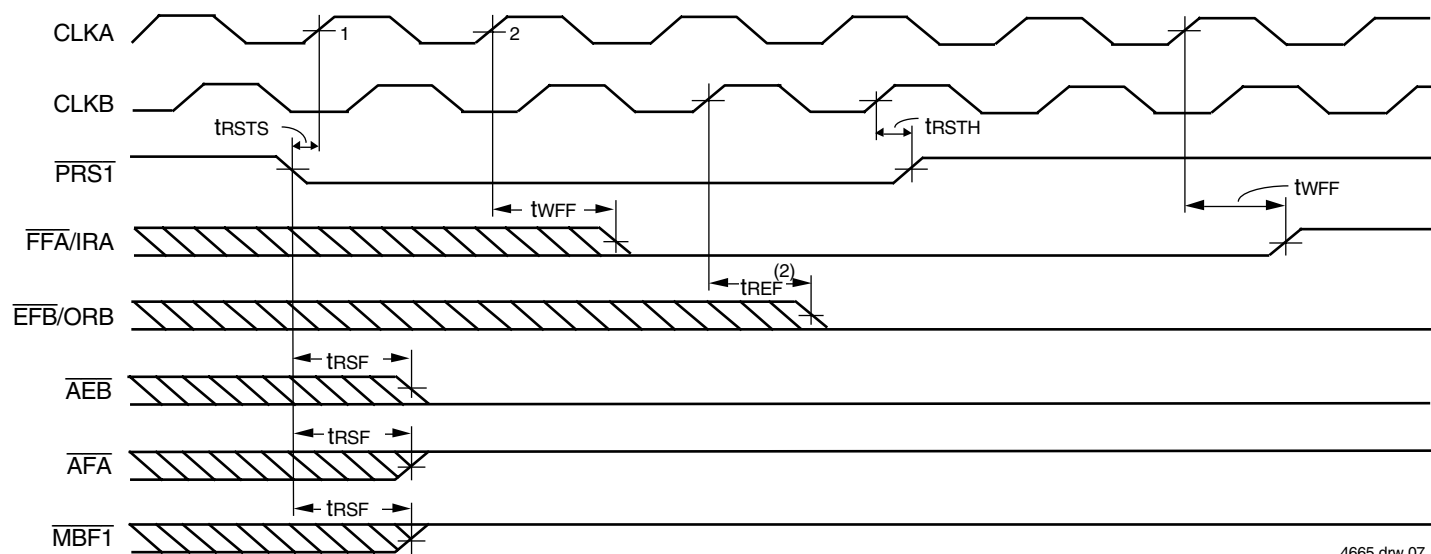 CLKA
1
2
CLKB
tRSTS
tRSTH
PRS1
tWFF
tWFF
FFA/IRA
(2)
tREF
EFB/ORB
tRSF
AEB
tRSF
AFA
tRSF
MBF1
4665 drw 07